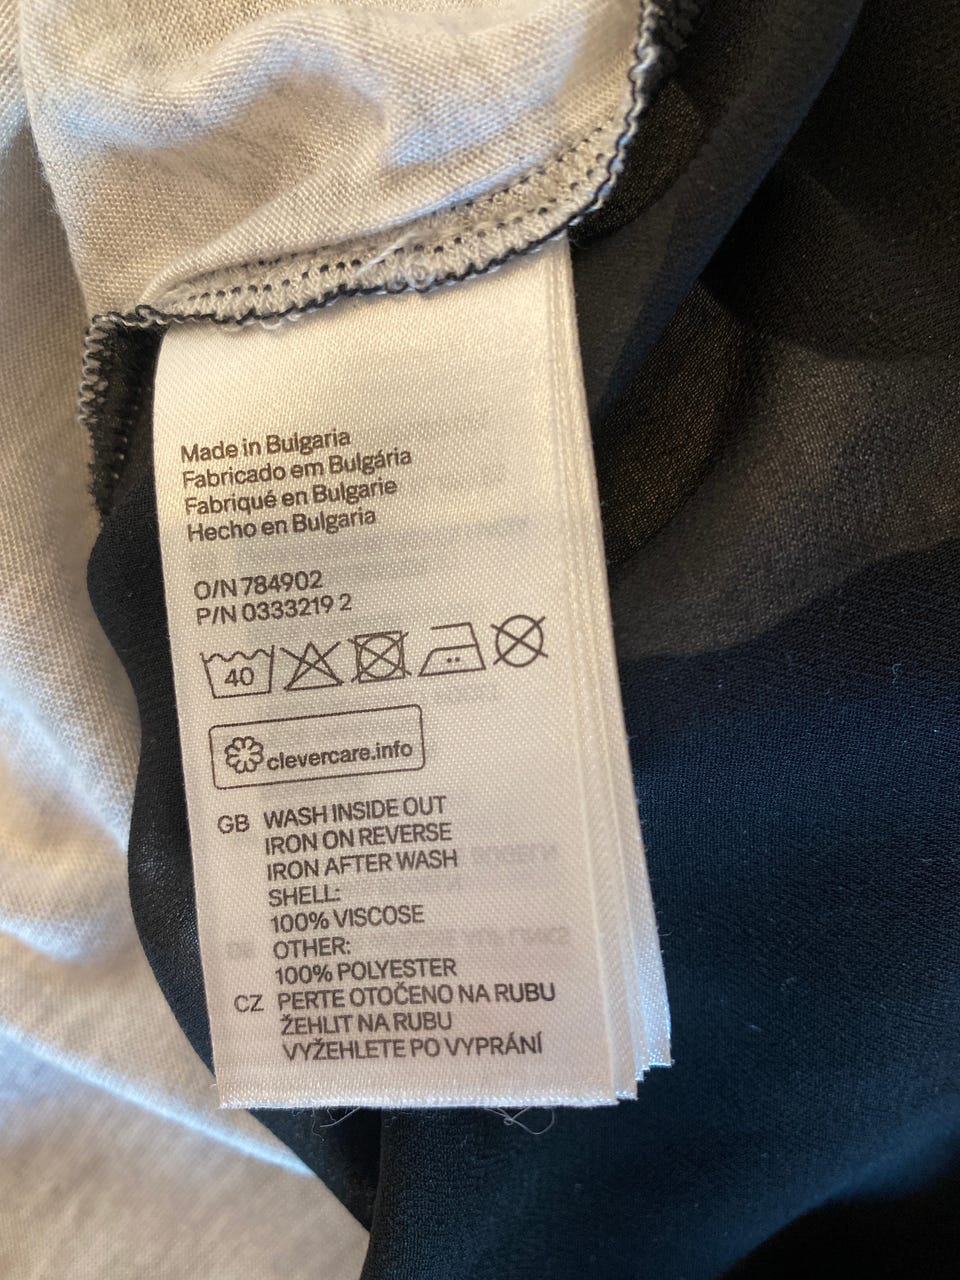 Made in Bulgaria
Fabricado em Bulgária
Fabriqué en Bulgarie
Hecho en Bulgaria
O/N 784902
P/N 0333219 2
40
clevercare.info
GB WASH INSIDE OUT
IRON ON REVERSE
IRON AFTER WASH
SHELL:
100% VISCOSE
OTHER:
100% POLYESTER
CZ PERTE OTOČENO NA RUBU
ŽEHLIT NA RUBU
VYŽEHLETE PO VYPRÁNÍ